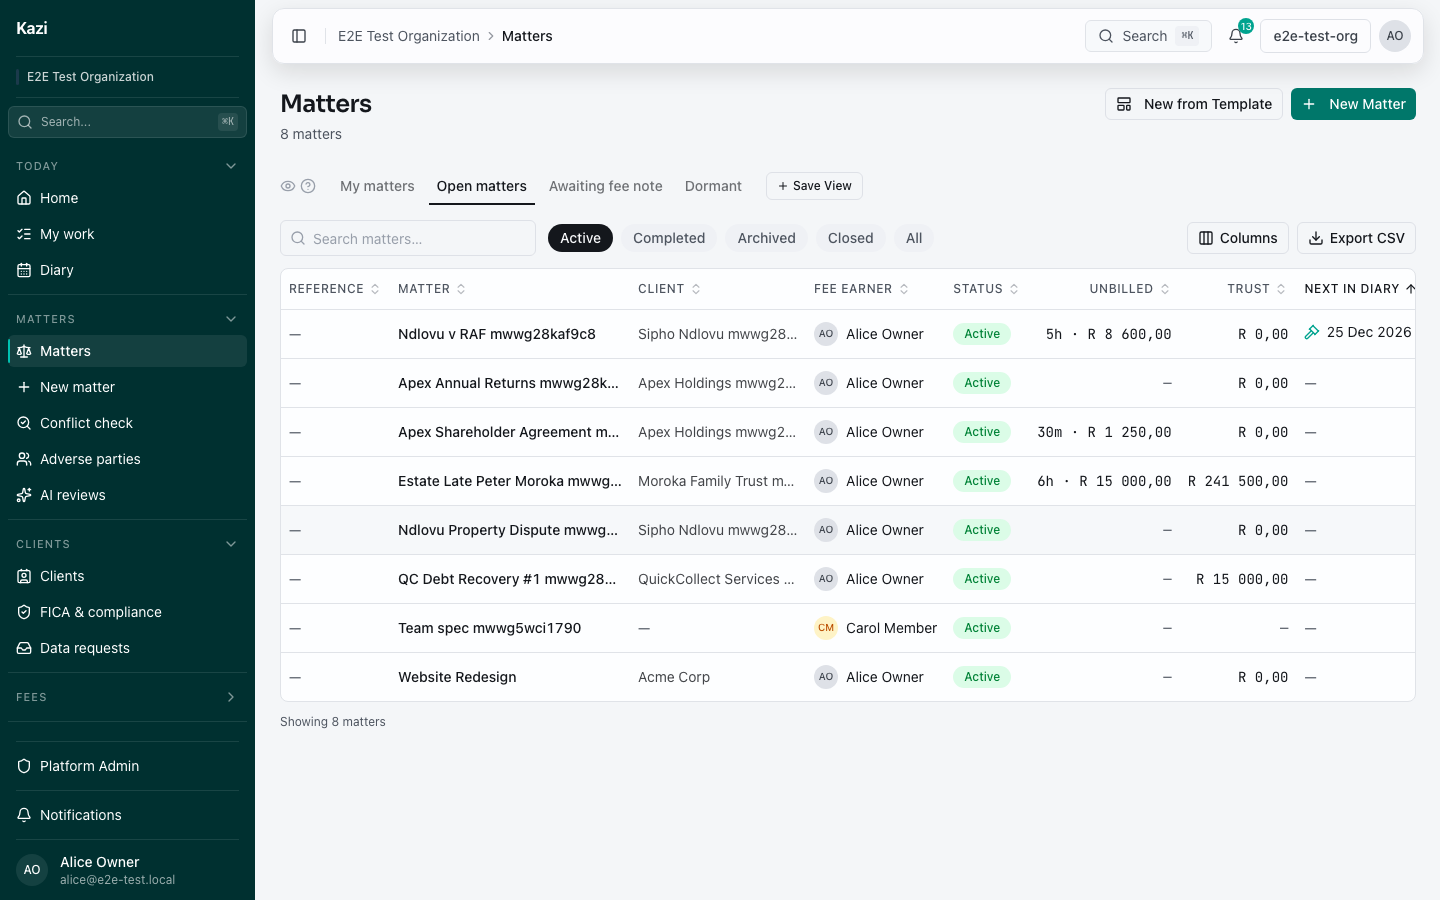 Kazi
E2E Test Organization
Search... ⌘K
TODAY
Home
My work
Diary
MATTERS
Matters
New matter
Conflict check
Adverse parties
AI reviews
CLIENTS
Clients
FICA & compliance
Data requests
FEES
Platform Admin
Notifications
AO Alice Owner
alice@e2e-test.local
E2E Test Organization > Matters
Search ⌘K 13 e2e-test-org AO
Matters
8 matters
New from Template + New Matter
My matters Open matters Awaiting fee note Dormant + Save View
Search matters... Active Completed Archived Closed All Columns Export CSV
REFERENCE MATTER CLIENT FEE EARNER STATUS UNBILLED TRUST NEXT IN DIARY ↑
— Ndlovu v RAF mwwg28kaf9c8 Sipho Ndlovu mwwg28... AO Alice Owner Active 5h · R 8 600,00 R 0,00 25 Dec 2026
— Apex Annual Returns mwwg28k... Apex Holdings mwwg2... AO Alice Owner Active — R 0,00 —
— Apex Shareholder Agreement m... Apex Holdings mwwg2... AO Alice Owner Active 30m · R 1 250,00 R 0,00 —
— Estate Late Peter Moroka mwwg... Moroka Family Trust m... AO Alice Owner Active 6h · R 15 000,00 R 241 500,00 —
— Ndlovu Property Dispute mwwg... Sipho Ndlovu mwwg28... AO Alice Owner Active — R 0,00 —
— QC Debt Recovery #1 mwwg28... QuickCollect Services ... AO Alice Owner Active — R 15 000,00 —
— Team spec mwwg5wci1790 — CM Carol Member Active — — —
— Website Redesign Acme Corp AO Alice Owner Active — R 0,00 —
Showing 8 matters